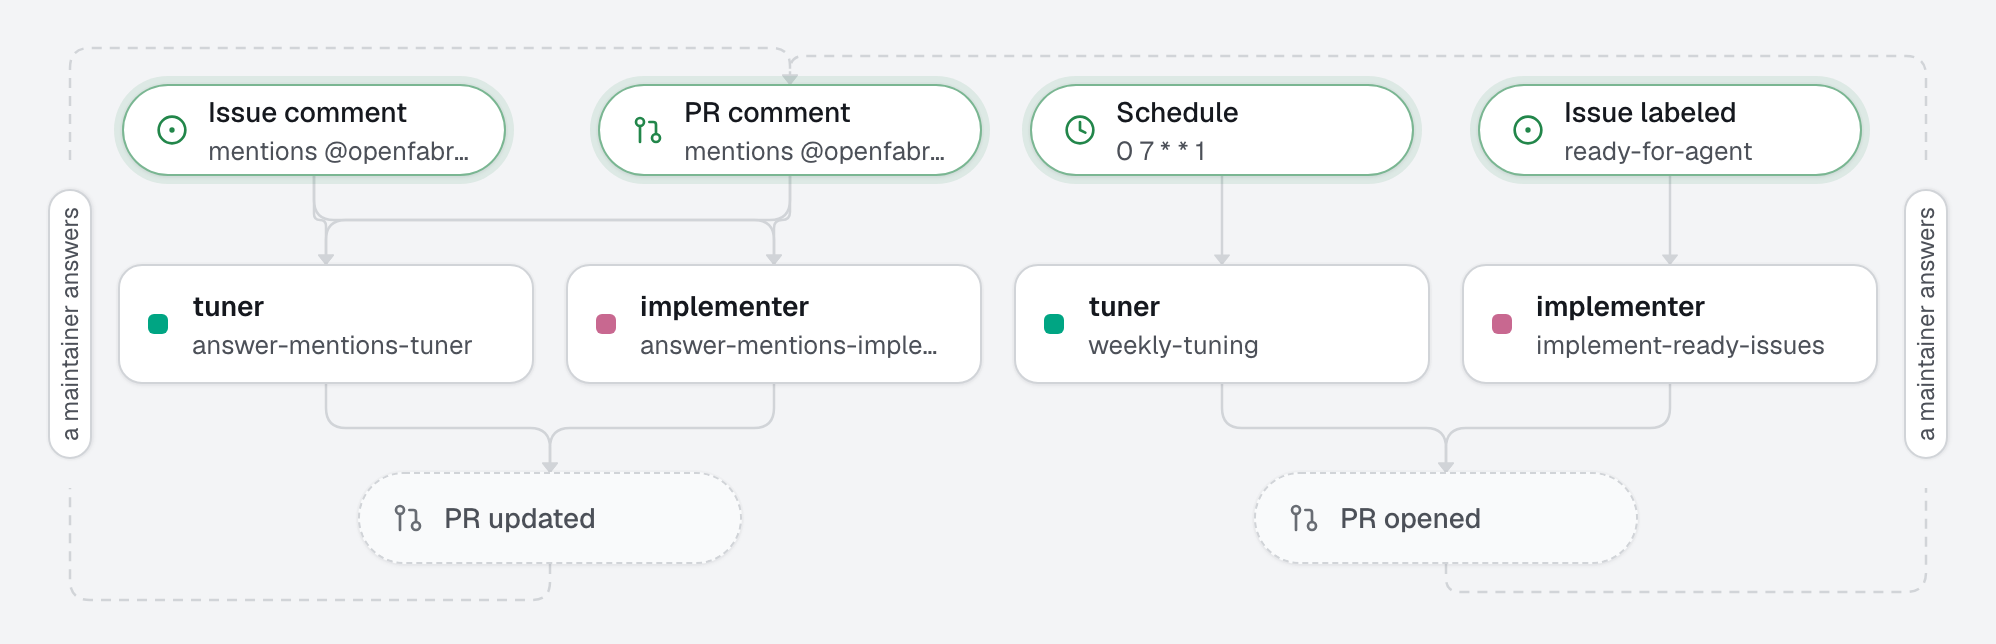 Issue comment
mentions @openfabr...
PR comment
mentions @openfabr...
Schedule
0 7 * * 1
Issue labeled
ready-for-agent
a maintainer answers
tuner
answer-mentions-tuner
implementer
answer-mentions-imple...
tuner
weekly-tuning
implementer
implement-ready-issues
a maintainer answers
PR updated
PR opened